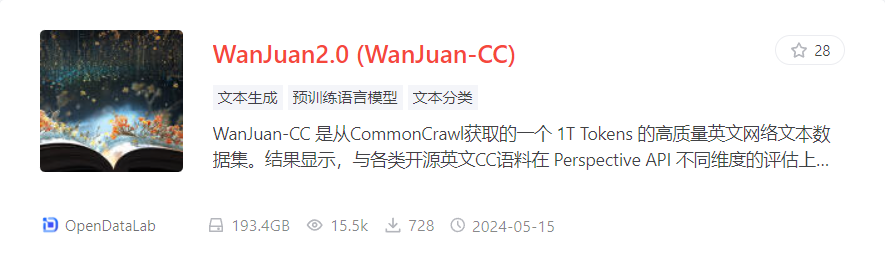 WanJuan2.0 (WanJuan-CC)
28
文本生成 预训练语言模型 文本分类
WanJuan-CC 是从CommonCrawl获取的一个 1T Tokens 的高质量英文网络文本数
据集。结果显示，与各类开源英文CC语料在 Perspective API 不同维度的评估上...
OpenDataLab 193.4GB 15.5k 728 2024-05-15